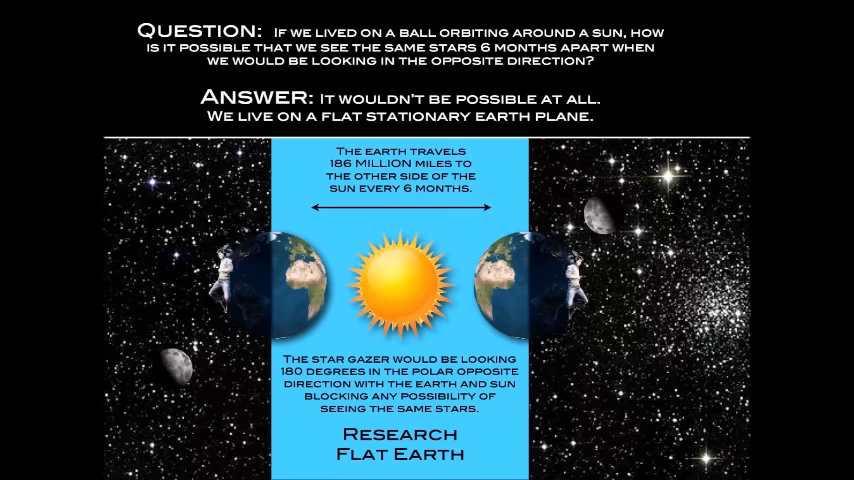 QUESTION: IF WE LIVED ON A BALL ORBITING AROUND A SUN, HOW
IS IT POSSIBLE THAT WE SEE THE SAME STARS 6 MONTHS APART WHEN
WE WOULD BE LOOKING IN THE OPPOSITE DIRECTION?
ANSWER: IT WOULDN'T BE POSSIBLE AT ALL.
WE LIVE ON A FLAT STATIONARY EARTH PLANE.
THE EARTH TRAVELS
186 MILLION MILES TO
THE OTHER SIDE OF THE
SUN EVERY 6 MONTHS.
THE STAR GAZER WOULD BE LOOKING
180 DEGREES IN THE POLAR OPPOSITE
DIRECTION WITH THE EARTH AND SUN
BLOCKING ANY POSSIBILITY OF
SEEING THE SAME STARS.
RESEARCH
FLAT EARTH